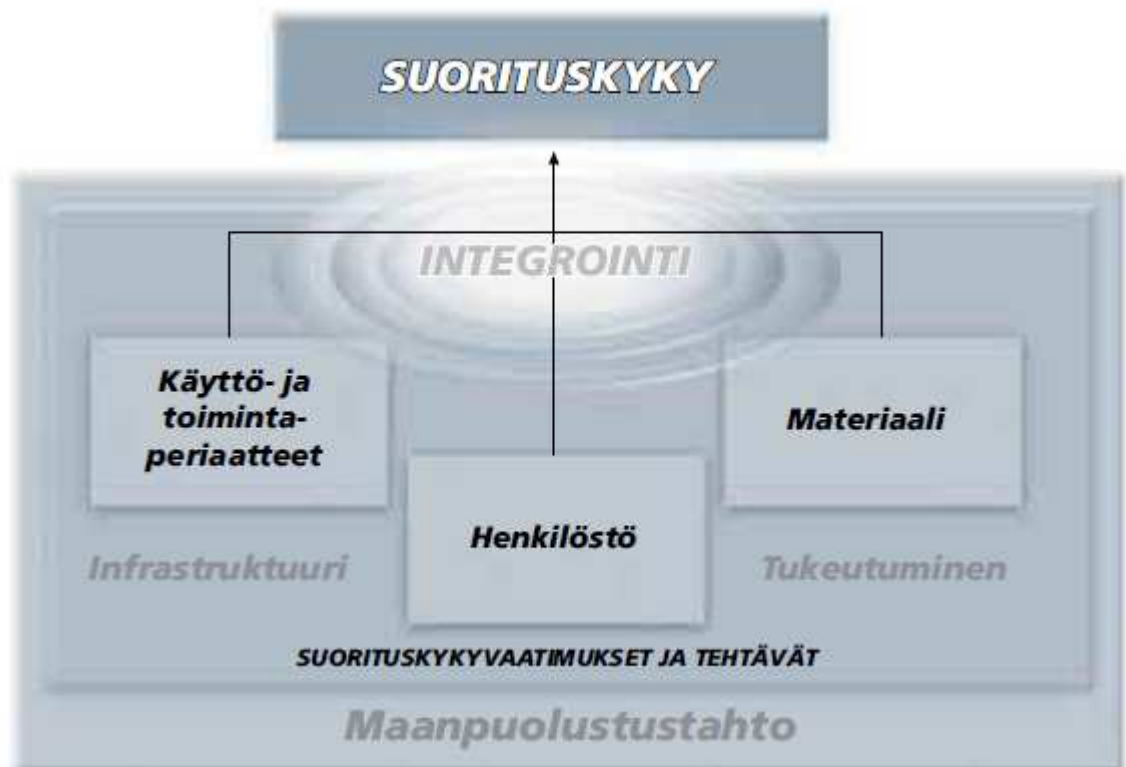 SUORITUSKYKY
INTEGROINTI
Käyttö- ja
toiminta-
periaatteet
Materiaali
Henkilöstö
Infrastruktuuri
Tukeutuminen
SUORITUSKYKYVAATIMUKSET JA TEHTÄVÄT
Maanpuolustustahto